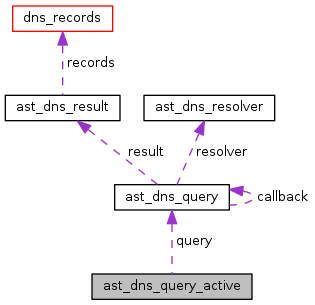 dns_records
records
ast_dns_result
ast_dns_resolver
result
resolver
ast_dns_query
callback
query
ast_dns_query_active